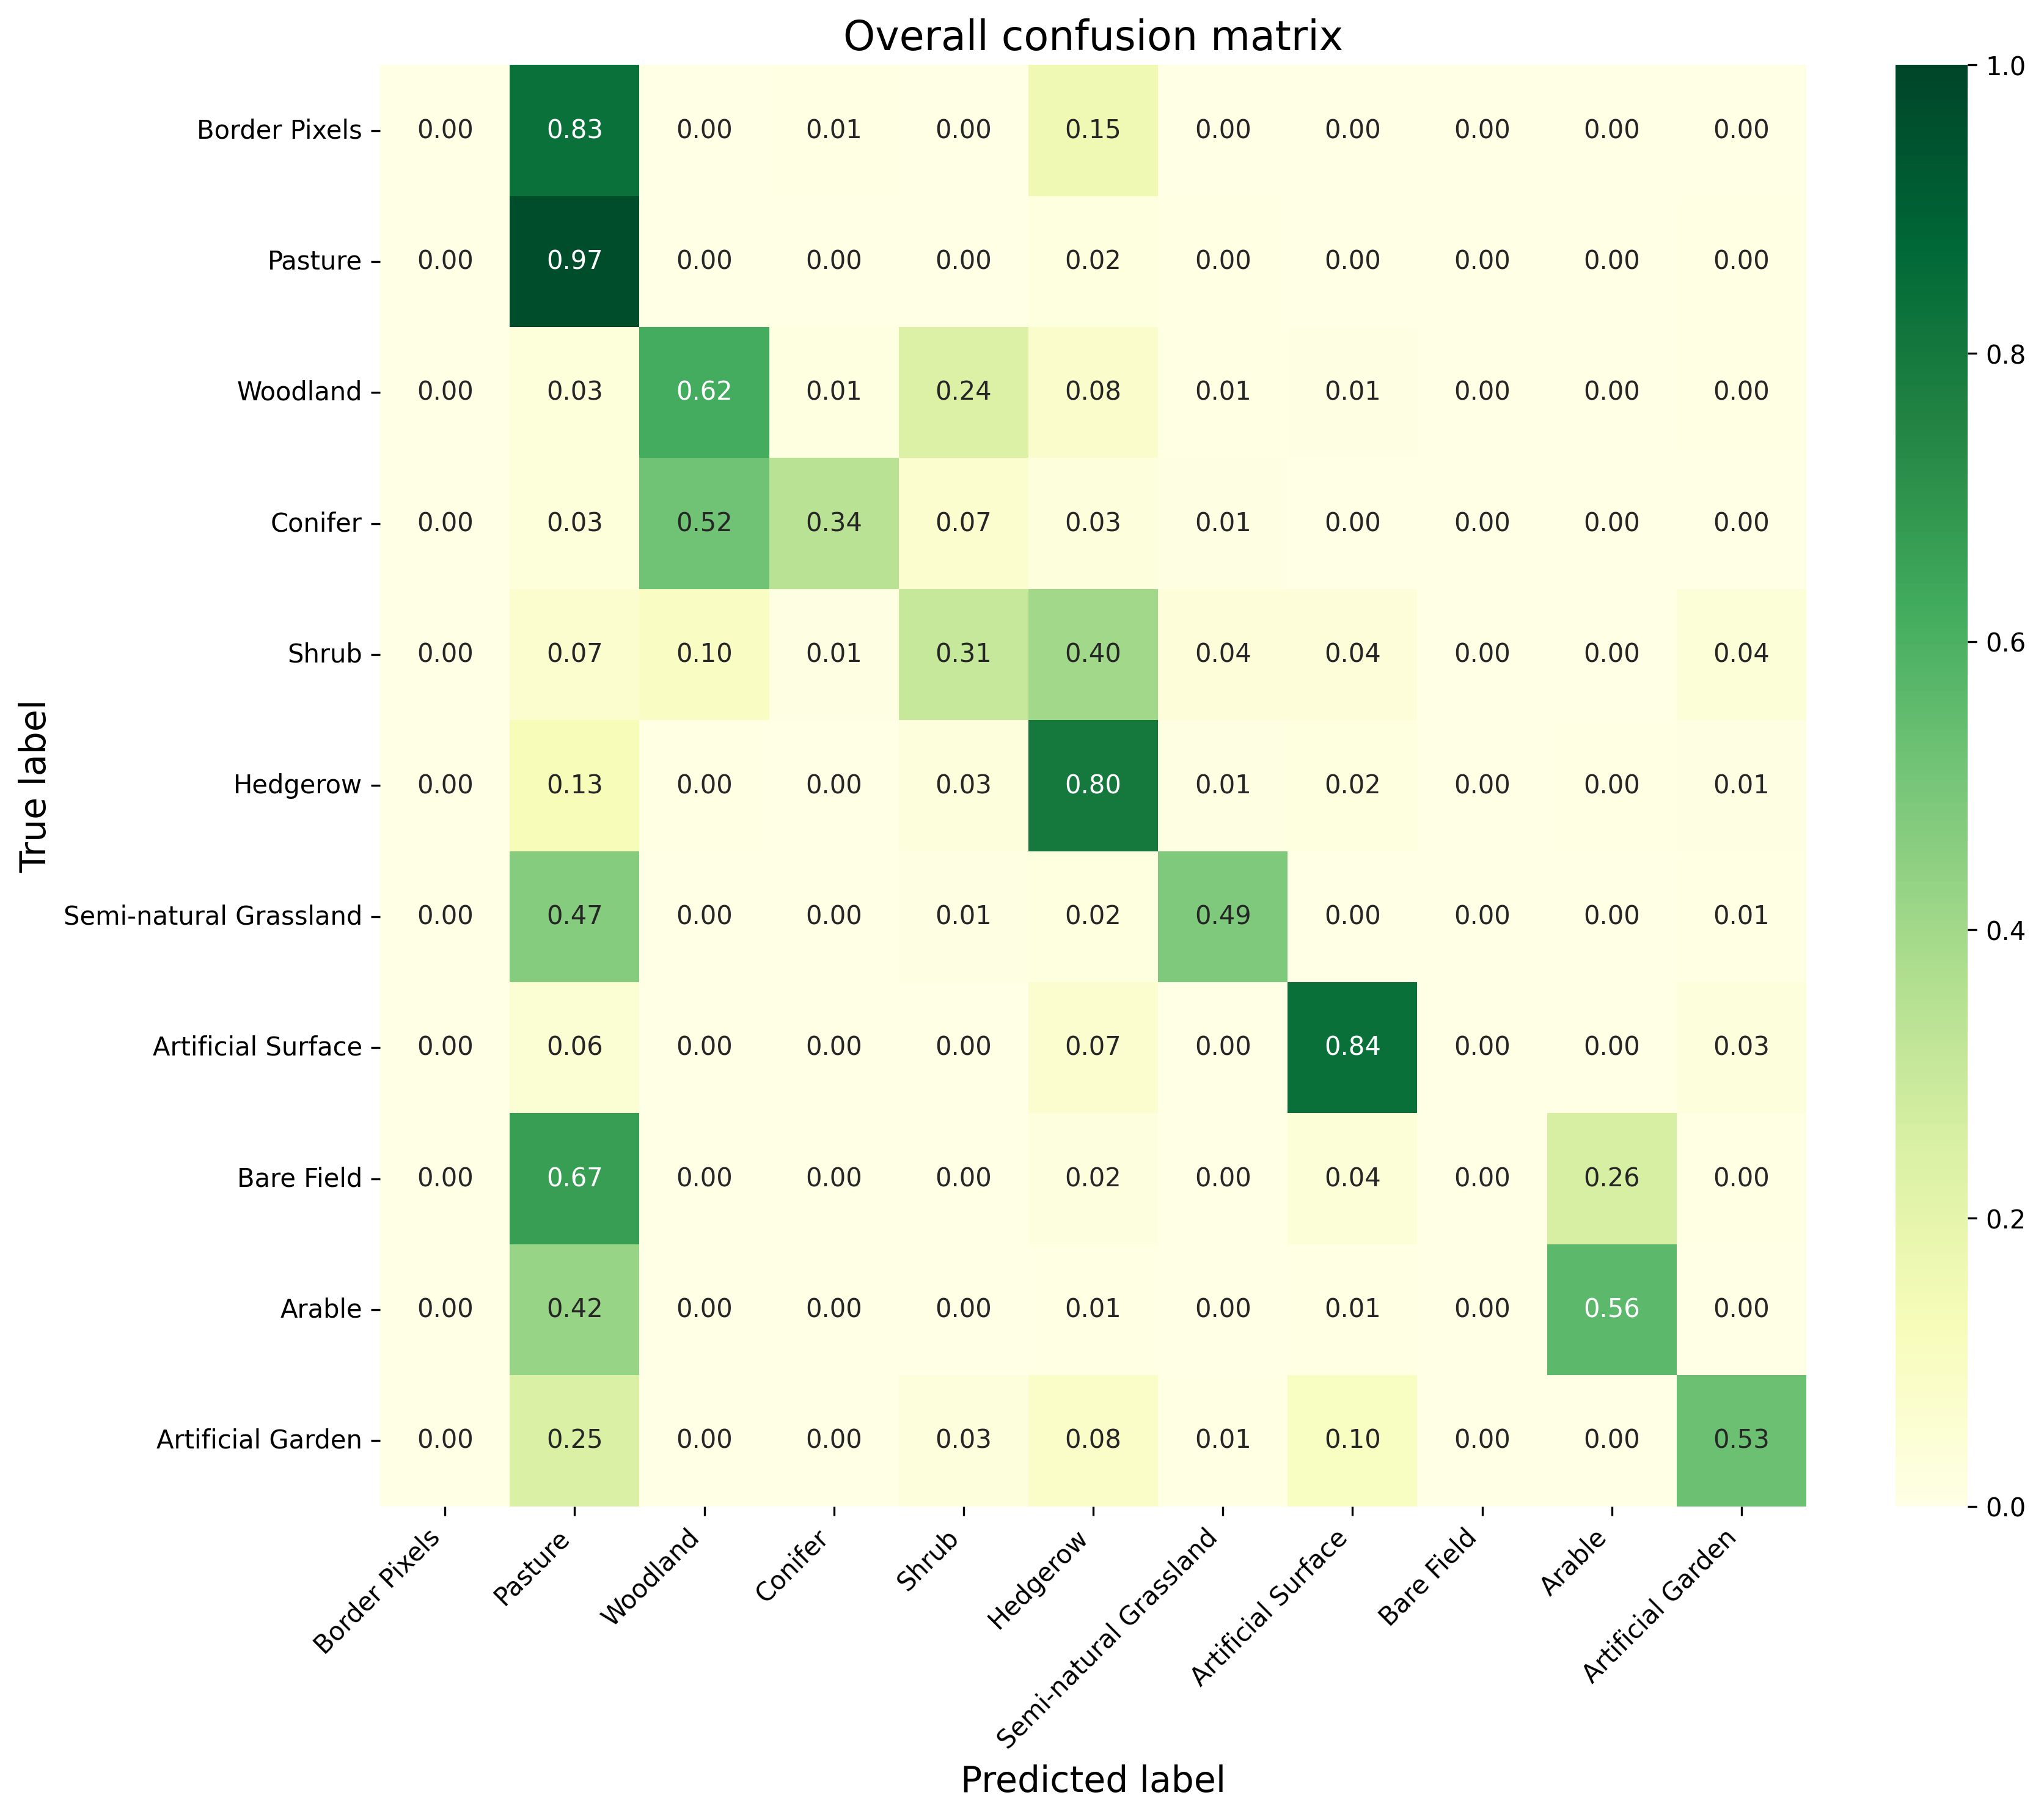 Overall confusion matrix
1.0
Border Pixels 0.00 0.83 0.00 0.01 0.00 0.15 0.00 0.00 0.00 0.00 0.00
Pasture 0.00 0.97 0.00 0.00 0.00 0.02 0.00 0.00 0.00 0.00 0.00
0.8
Woodland 0.00 0.03 0.62 0.01 0.24 0.08 0.01 0.01 0.00 0.00 0.00
Conifer 0.00 0.03 0.52 0.34 0.07 0.03 0.01 0.00 0.00 0.00 0.00
0.6
Shrub 0.00 0.07 0.10 0.01 0.31 0.40 0.04 0.04 0.00 0.00 0.04
True label
Hedgerow 0.00 0.13 0.00 0.00 0.03 0.80 0.01 0.02 0.00 0.00 0.01
Semi-natural Grassland 0.00 0.47 0.00 0.00 0.01 0.02 0.49 0.00 0.00 0.00 0.01
0.4
Artificial Surface 0.00 0.06 0.00 0.00 0.00 0.07 0.00 0.84 0.00 0.00 0.03
Bare Field 0.00 0.67 0.00 0.00 0.00 0.02 0.00 0.04 0.00 0.26 0.00
0.2
Arable 0.00 0.42 0.00 0.00 0.00 0.01 0.00 0.01 0.00 0.56 0.00
Artificial Garden 0.00 0.25 0.00 0.00 0.03 0.08 0.01 0.10 0.00 0.00 0.53
0.0
Border Pixels
Pasture
Woodland
Conifer
Shrub
Hedgerow
Semi-natural Grassland
Artificial Surface
Bare Field
Arable
Artificial Garden
Predicted label